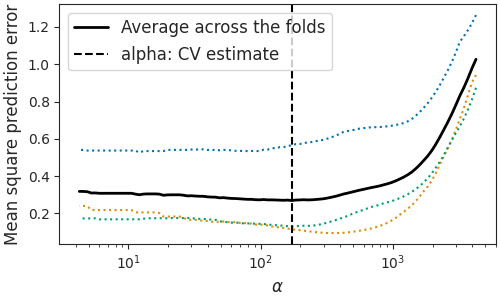 Mean square prediction error
1.2
1.0
0.8
0.6
0.4
0.2
Average across the folds
alpha: CV estimate
10¹
10²
10³
α